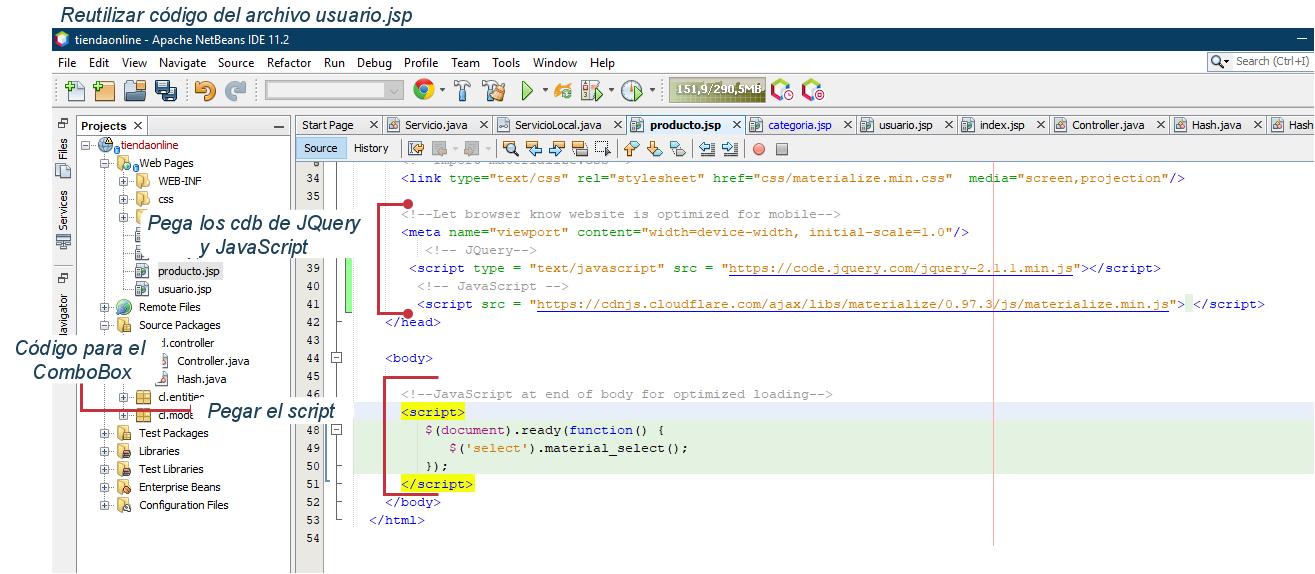 Reutilizar código del archivo usuario.jsp
tiendaonline - Apache NetBeans IDE 11.2
File Edit View Navigate Source Refactor Run Debug Profile Team Tools Window Help
Search (Ctrl+I)
151,9/290,5MB
Projects
Start Page Servicio.java ServicioLocal.java producto.jsp categoria.jsp usuario.jsp index.jsp Controller.java Hash.java Hash
Files
Services
Navigator
Source History
tiendaonline
Web Pages
WEB-INF
css
Pega los cdb de JQuery
y JavaScript
producto.jsp
usuario.jsp
Remote Files
Source Packages
cl.controller
Código para el
ComboBox
Controller.java
Hash.java
cl.entitie
cl.mode
Pegar el script
Test Packages
Libraries
Test Libraries
Enterprise Beans
Configuration Files
34 <link type="text/css" rel="stylesheet" href="css/materialize.min.css"  media="screen,projection"/>
35
<!--Let browser know website is optimized for mobile-->
<meta name="viewport" content="width=device-width, initial-scale=1.0"/>
<!-- JQuery-->
39 <script type = "text/javascript" src = "https://code.jquery.com/jquery-2.1.1.min.js"></script>
40 <!-- JavaScript -->
41 <script src = "https://cdnjs.cloudflare.com/ajax/libs/materialize/0.97.3/js/materialize.min.js"> </script>
42 </head>
43
44 <body>
45
46 <!--JavaScript at end of body for optimized loading-->
<script>
48 $(document).ready(function() {
49 $('select').material_select();
50 });
51 </script>
52 </body>
53 </html>
54